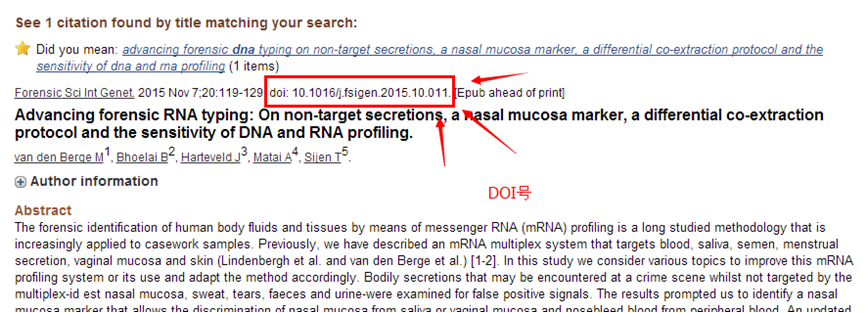 See 1 citation found by title matching your search:
Did you mean: advancing forensic dna typing on non-target secretions, a nasal mucosa marker, a differential co-extraction protocol and the
sensitivity of dna and rna profiling (1 items)
Forensic Sci Int Genet. 2015 Nov 7;20:119-129. doi: 10.1016/j.fsigen.2015.10.011. [Epub ahead of print]
Advancing forensic RNA typing: On non-target secretions, a nasal mucosa marker, a differential co-extraction
protocol and the sensitivity of DNA and RNA profiling.
van den Berge M1, Bhoelai B2, Harteveld J3, Matai A4, Sijen T5.
DOI号
Author information
Abstract
The forensic identification of human body fluids and tissues by means of messenger RNA (mRNA) profiling is a long studied methodology that is
increasingly applied to casework samples. Previously, we have described an mRNA multiplex system that targets blood, saliva, semen, menstrual
secretion, vaginal mucosa and skin (Lindenbergh et al. and van den Berge et al.) [1-2]. In this study we consider various topics to improve this mRNA
profiling system or its use and adapt the method accordingly. Bodily secretions that may be encountered at a crime scene whilst not targeted by the
multiplex-id est nasal mucosa, sweat, tears, faeces and urine-were examined for false positive signals. The results prompted us to identify a nasal
mucosa marker that allows the discrimination of nasal mucosa from saliva or vaginal mucosa and nosebleed blood from peripheral blood. An updated